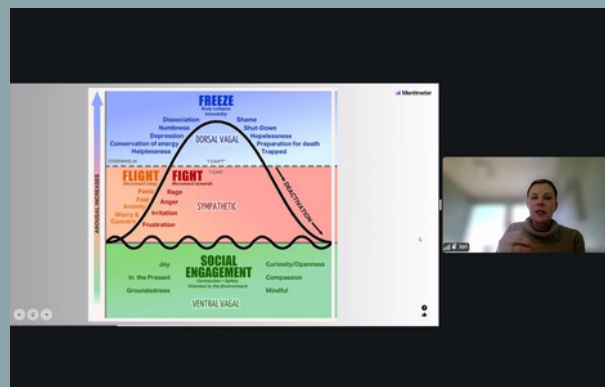 Mentimeter
FREEZE
Body collapse
Immobility
Dissociation
Numbness
Depression
Conservation of energy
Helplessness
DORSAL VAGAL
Shame
Shut-Down
Hopelessness
Preparation for death
Trapped
OVERWHELM
"I CAN'T"
"I CAN"
AROUSAL INCREASES
FLIGHT
Movement away
Panic
Fear
Anxiety
Worry &
Concern
FIGHT
Movement towards
Rage
Anger
Irritation
Frustration
SYMPATHETIC
DEACTIVATION
Joy
In the Present
Groundedness
SOCIAL
ENGAGEMENT
Connection • Safety
Oriented to the Environment
VENTRAL VAGAL
Curiosity/Openness
Compassion
Mindful